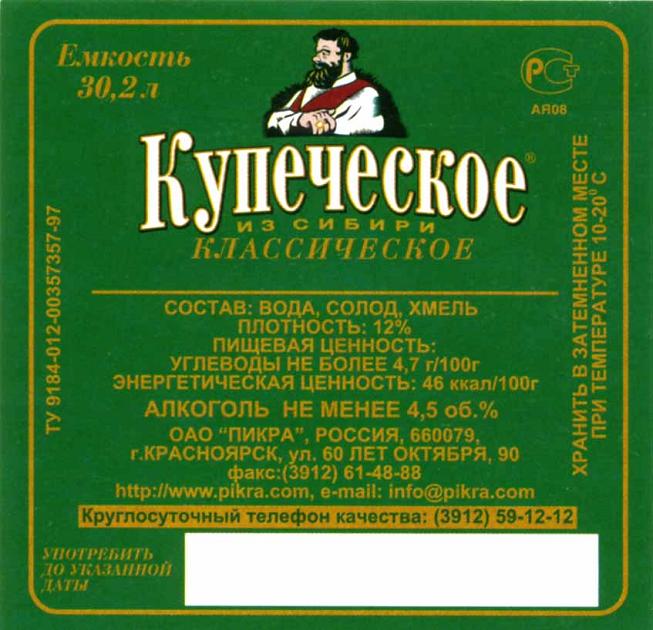 Емкость
30,2 л
РСТ
АЯ08
Купеческое®
ИЗ СИБИРИ
КЛАССИЧЕСКОЕ
СОСТАВ: ВОДА, СОЛОД, ХМЕЛЬ
ПЛОТНОСТЬ: 12%
ПИЩЕВАЯ ЦЕННОСТЬ:
УГЛЕВОДЫ НЕ БОЛЕЕ 4,7 г/100г
ЭНЕРГЕТИЧЕСКАЯ ЦЕННОСТЬ: 46 ккал/100г
АЛКОГОЛЬ НЕ МЕНЕЕ 4,5 об.%
ОАО "ПИКРА", РОССИЯ, 660079,
г.КРАСНОЯРСК, ул. 60 ЛЕТ ОКТЯБРЯ, 90
факс:(3912) 61-48-88
http://www.pikra.com, e-mail: info@pikra.com
Круглосуточный телефон качества: (3912) 59-12-12
УПОТРЕБИТЬ
ДО УКАЗАННОЙ
ДАТЫ
ТУ 9184-012-00357357-97
ХРАНИТЬ В ЗАТЕМНЕННОМ МЕСТЕ
ПРИ ТЕМПЕРАТУРЕ 10-20° С